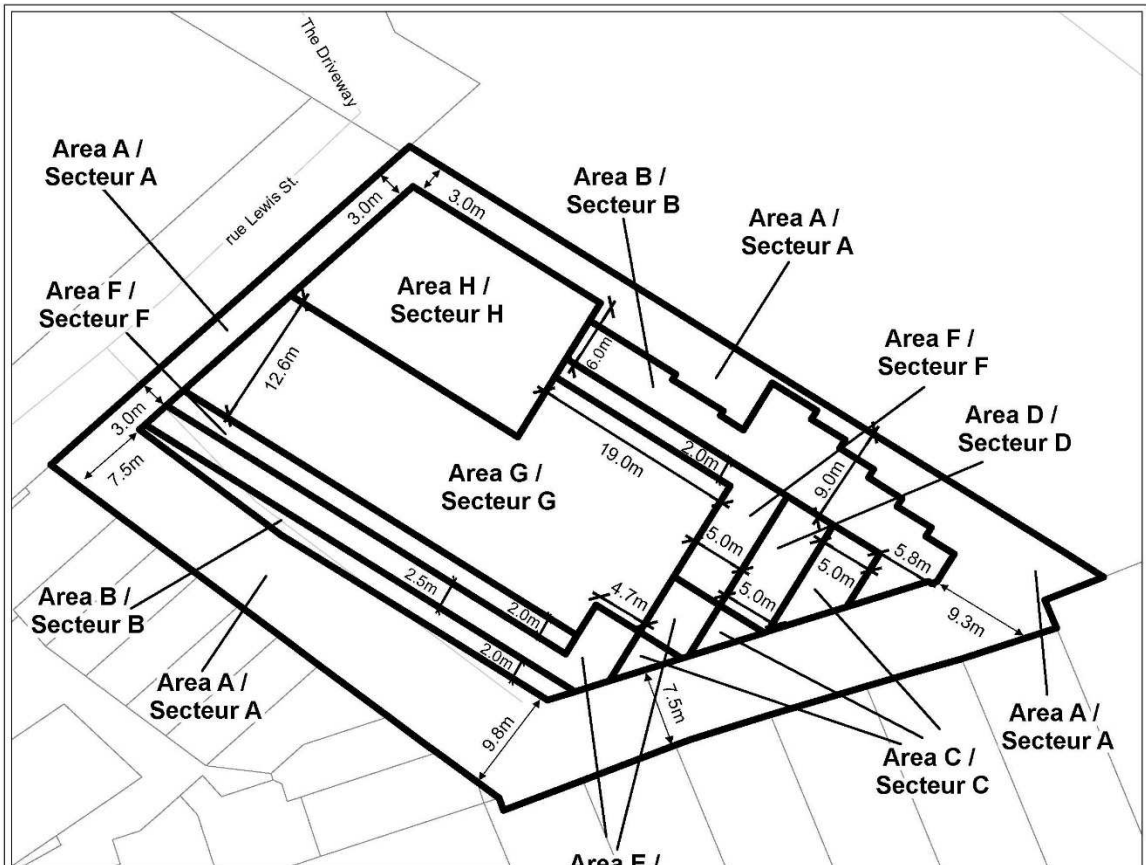 The Driveway
rue Lewis St.
Area A /
Secteur A
3.0m
3.0m
Area B /
Secteur B
Area A /
Secteur A
Area H /
Secteur H
Area F /
Secteur F
12.6m
6.0m
Area F /
Secteur F
3.0m
7.5m
Area G /
Secteur G
19.0m
2.0m
Area D /
Secteur D
9.0m
5.0m
5.0m
5.0m
5.8m
9.3m
Area B /
Secteur B
2.5m
2.0m
4.7m
2.0m
Area A /
Secteur A
9.8m
7.5m
Area A /
Secteur A
Area C /
Secteur C
Area